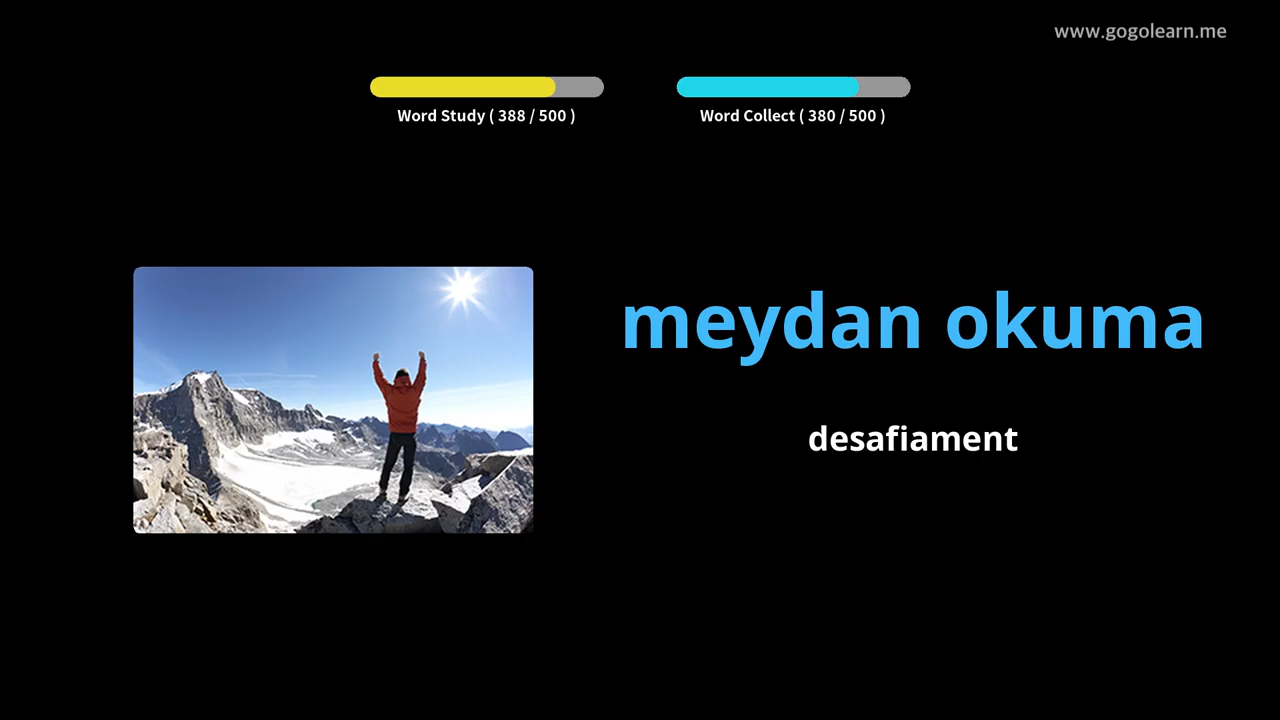 www.gogolearn.me
Word Study ( 388 / 500 )
Word Collect ( 380 / 500 )
meydan okuma
desafiament